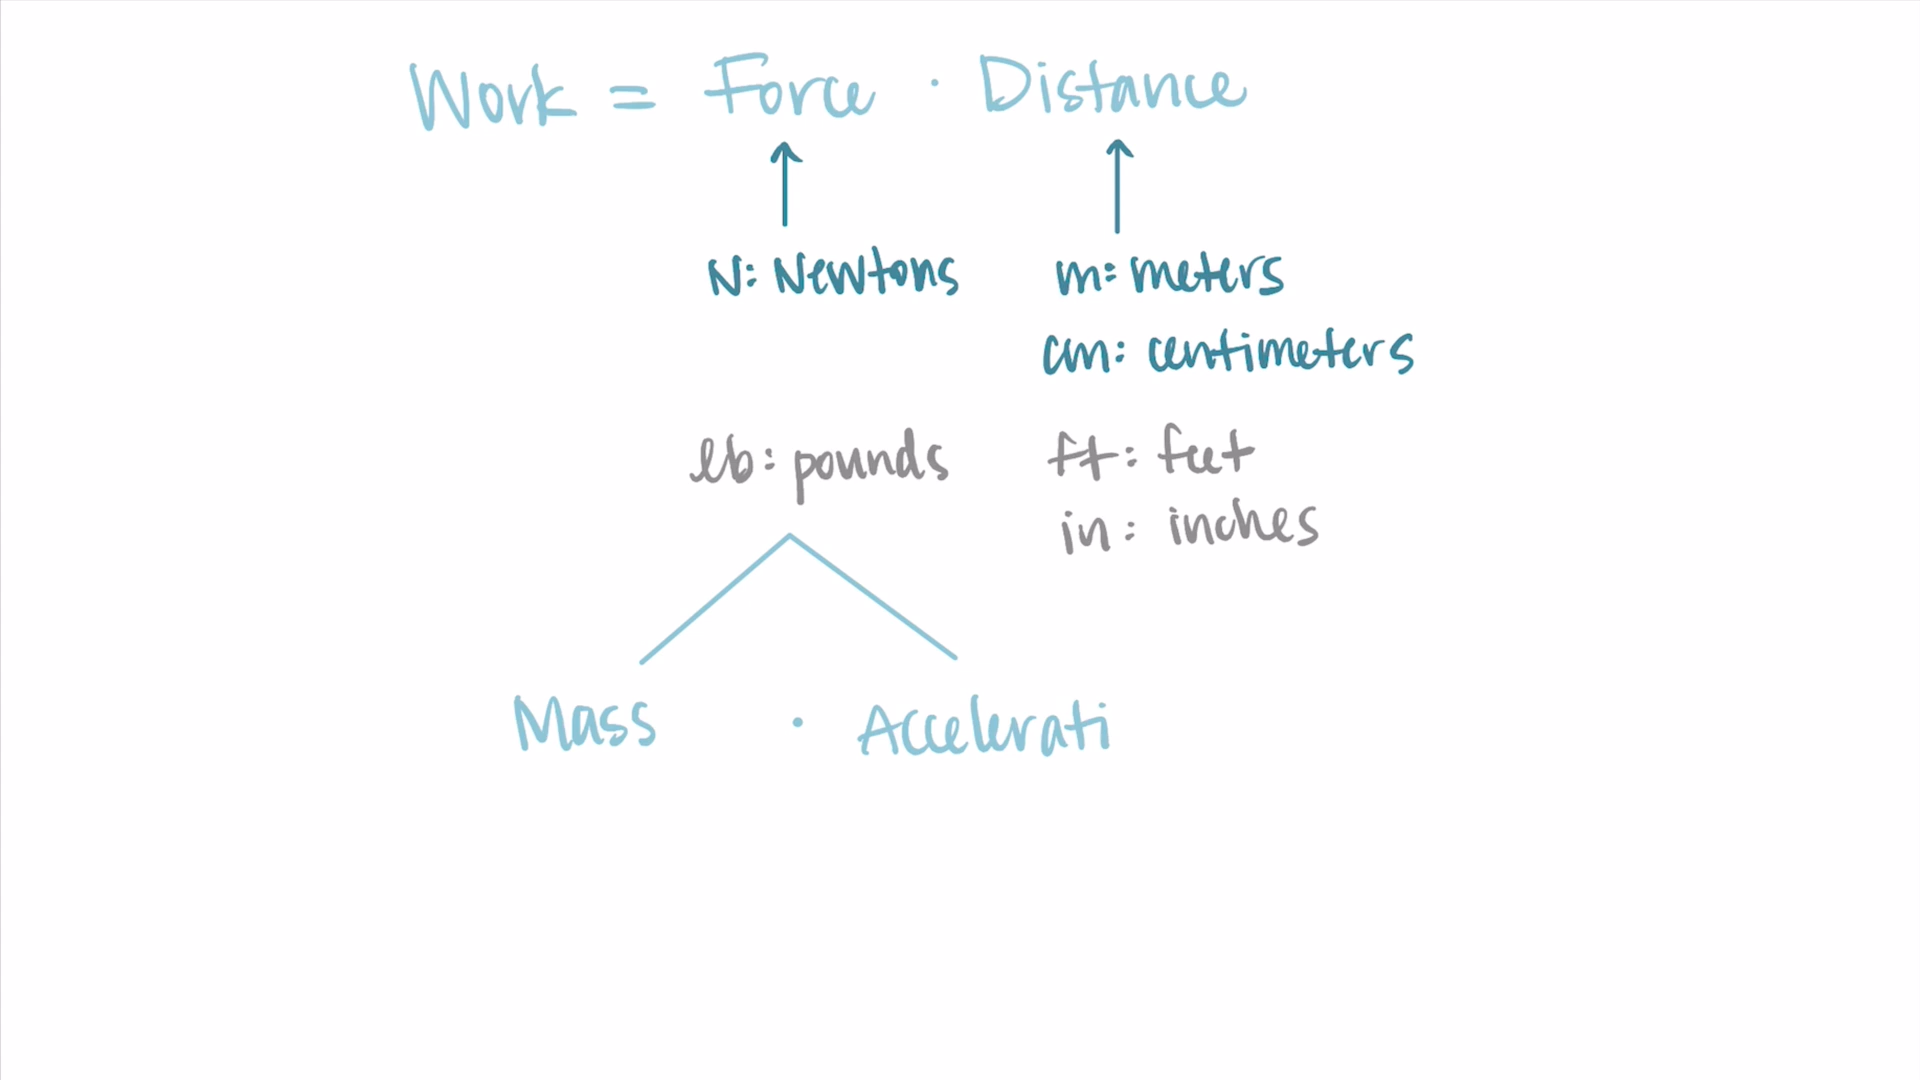 Work = Force · Distance
N: Newtons m: meters
cm: centimeters
lb: pounds ft: feet
in: inches
Mass · Accelerati